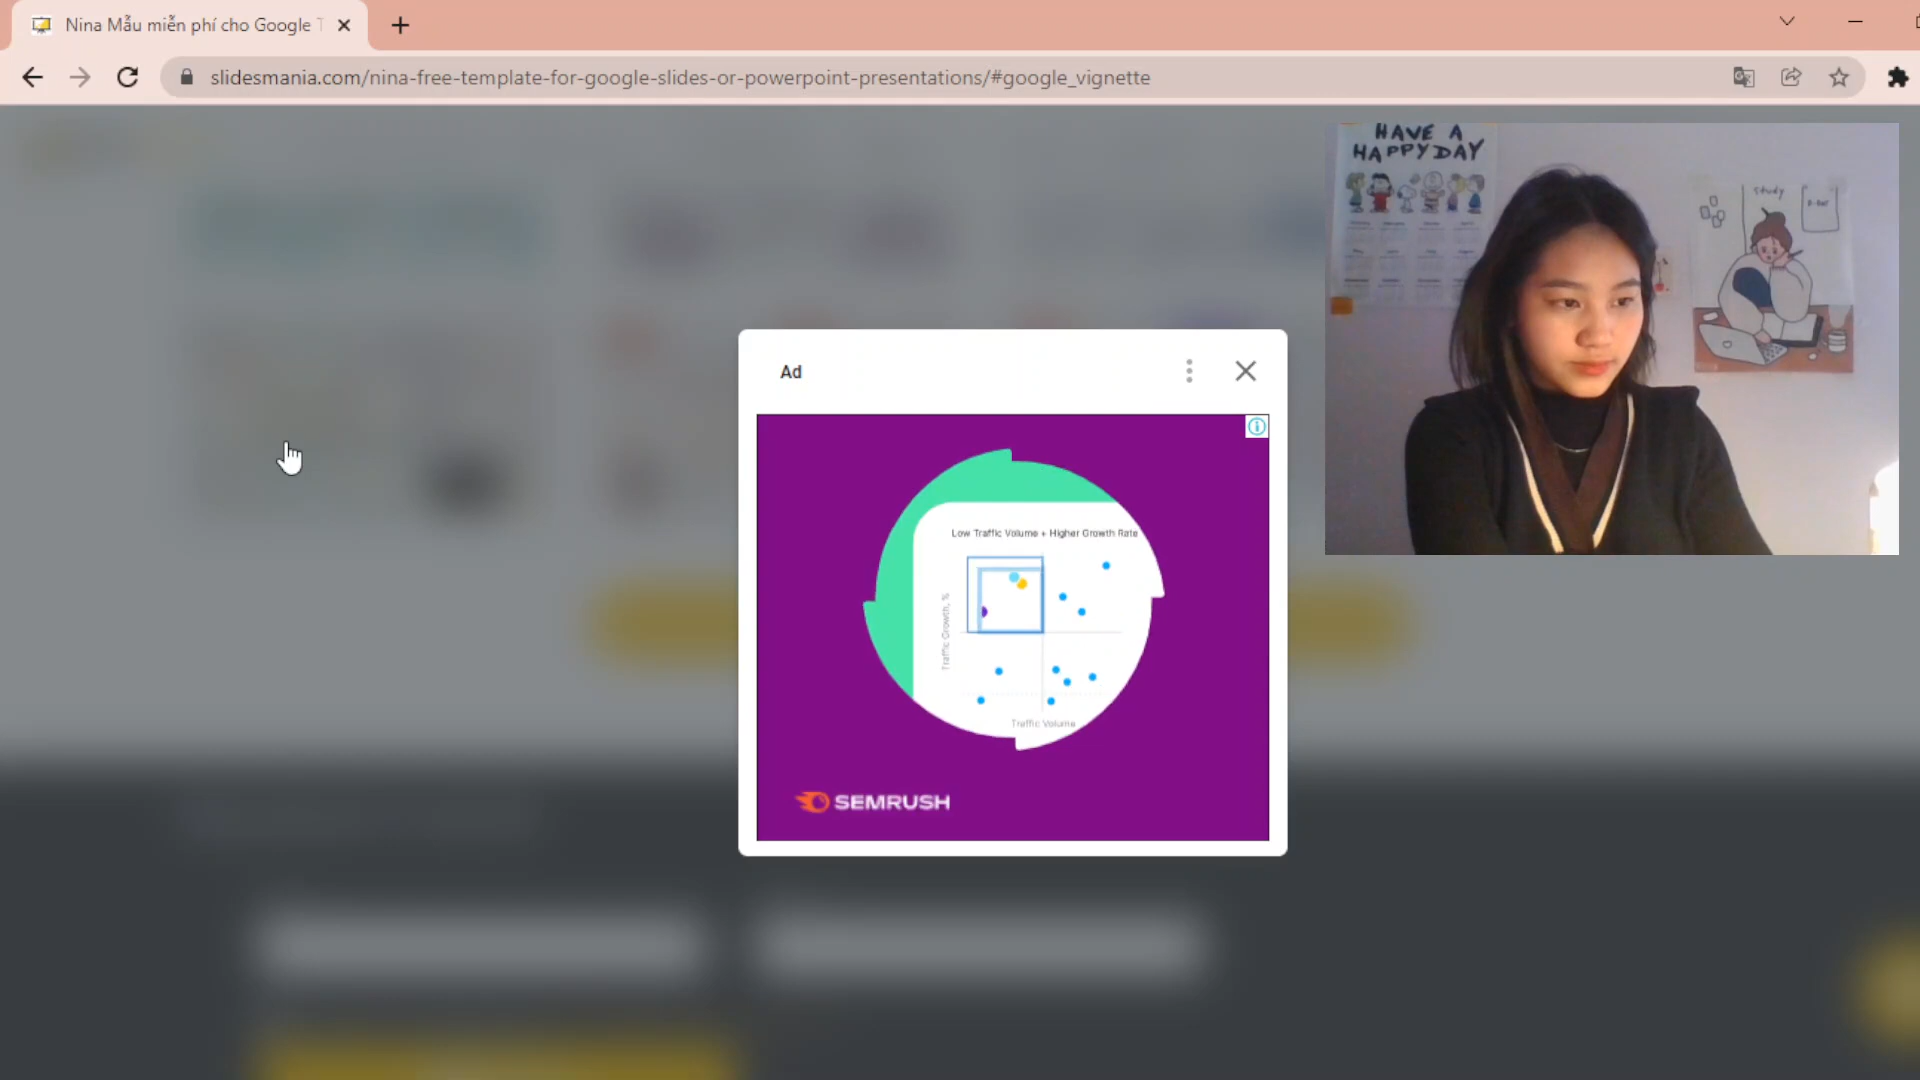 Nina Mẫu miễn phí cho Google T
slidesmania.com/nina-free-template-for-google-slides-or-powerpoint-presentations/#google_vignette
HAVE A
HAPPY DAY
study
Ad
Low Traffic Volume + Higher Growth Rate
Traffic Growth, %
Traffic Volume
SEMRUSH